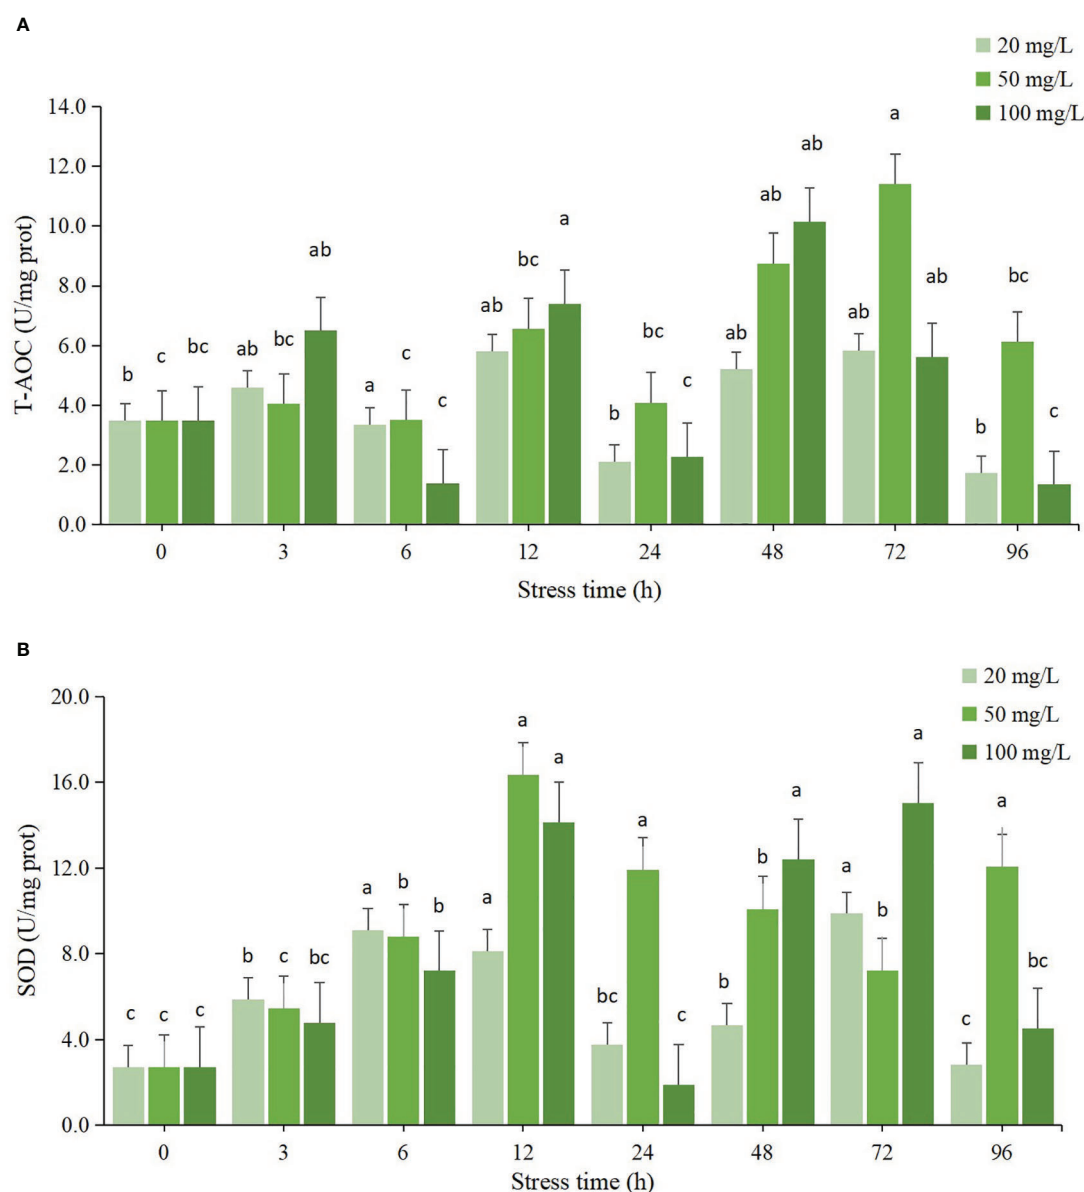 A
20 mg/L
50 mg/L
100 mg/L
T-AOC (U/mg prot)
14.0
12.0
10.0
8.0
6.0
4.0
2.0
0.0
b c bc
ab bc ab
a c c
ab bc a
b bc c
ab ab ab
ab a ab
b bc c
0 3 6 12 24 48 72 96
Stress time (h)
B
20 mg/L
50 mg/L
100 mg/L
SOD (U/mg prot)
20.0
16.0
12.0
8.0
4.0
0.0
c c c
b c bc
a b b
a a a
bc a c
b b a
a b a
c a bc
0 3 6 12 24 48 72 96
Stress time (h)